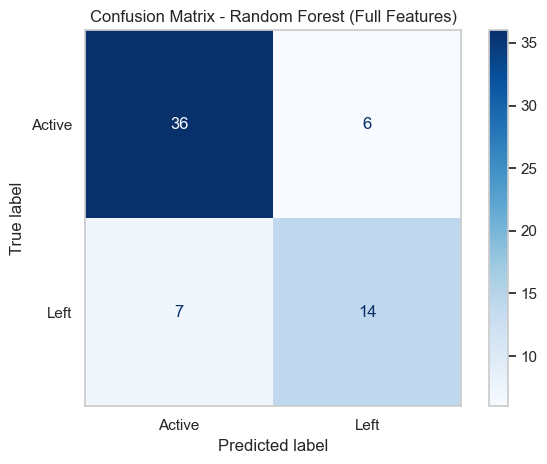 Confusion Matrix - Random Forest (Full Features)
Active
36
6
Left
7
14
Active
Left
Predicted label
True label
35
30
25
20
15
10